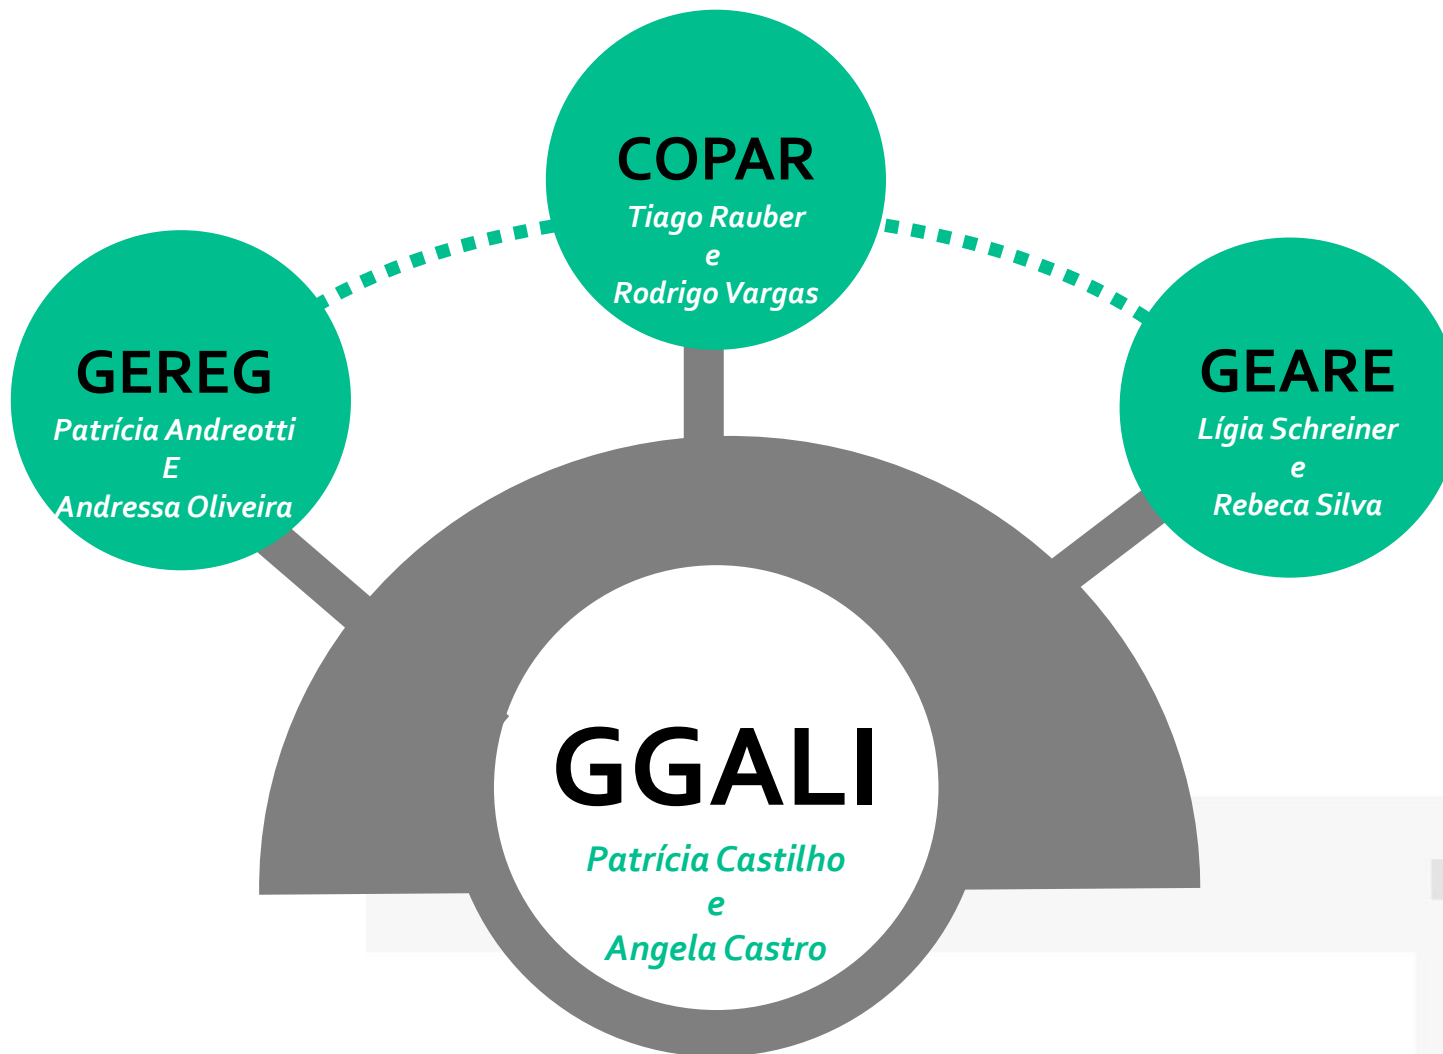 COPAR
Tiago Rauber
e
Rodrigo Vargas
GEREG
Patrícia Andreotti
E
Andressa Oliveira
GEARE
Lígia Schreiner
e
Rebeca Silva
GGALI
Patrícia Castilho
e
Angela Castro